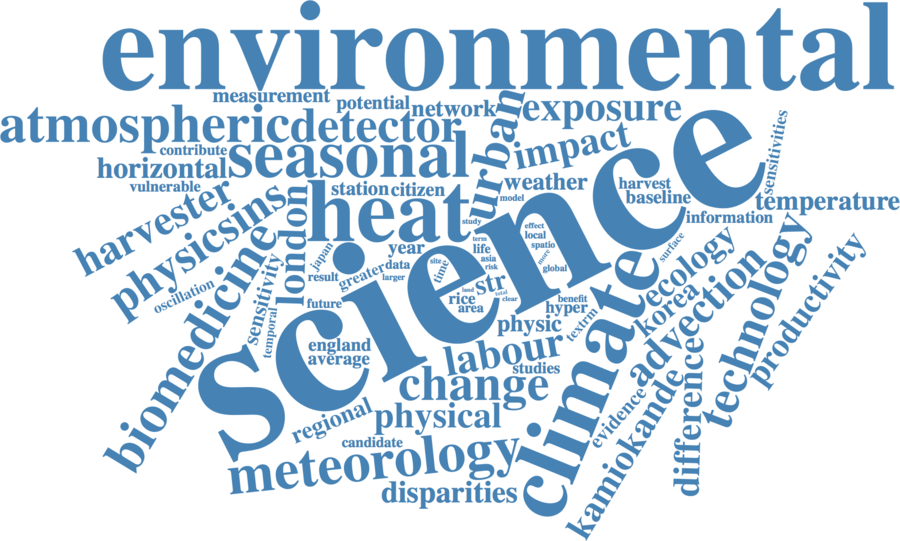 environmental
measurement
potential
network
urban
exposure
atmospheric
detector
impact
sensitivities
contribute
seasonal
horizontal
vulnerable
station
citizen
weather
harvest
baseline
temperature
model
information
harvester
heat
science
physicsins
london
study
effect
local
spatio
term
life
asia
risk
more
global
surface
japan
year
data
site
time
greater
larger
result
oscillation
biomedicine
sensitivity
temporal
future
str
land
total
clear
rice
area
benefit
hyper
textrm
physic
climate
ecology
korea
advection
technology
productivity
england
average
labour
studies
change
regional
physical
candidate
meteorology
disparities
evidence
kamiokande
difference